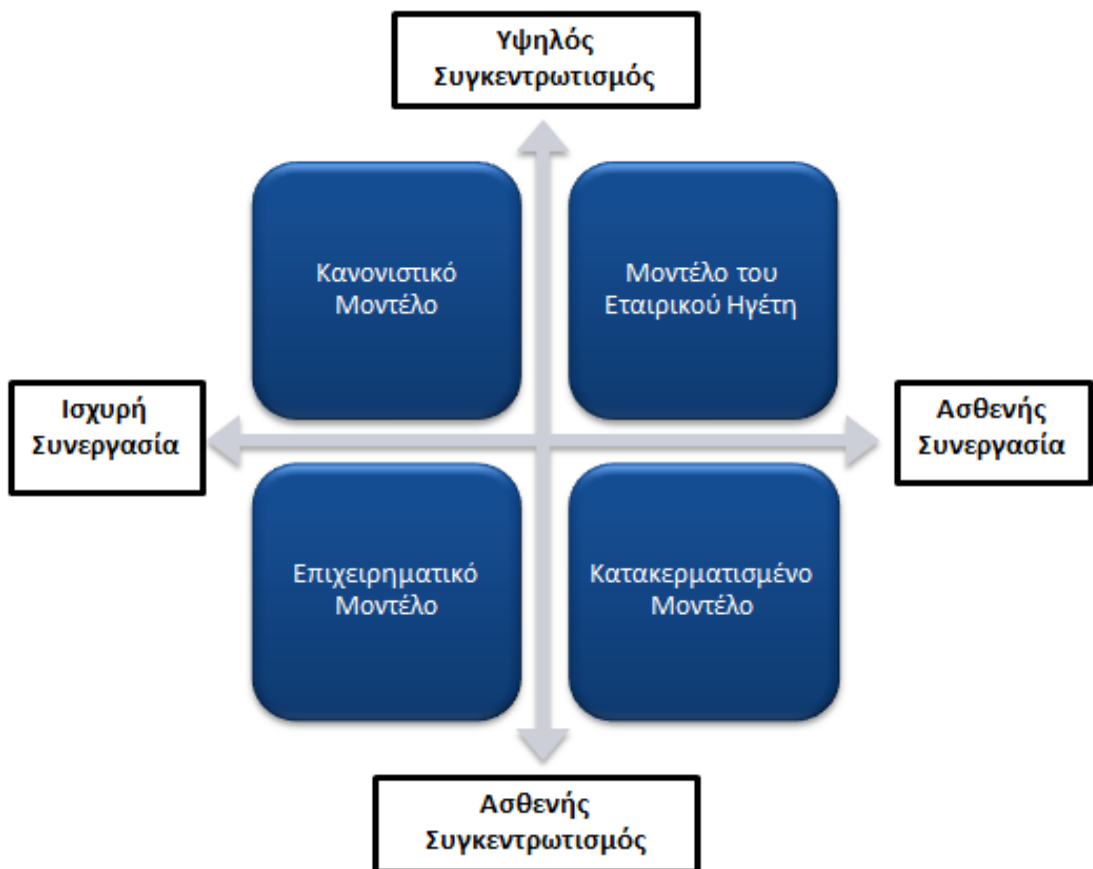 Υψηλός
Συγκεντρωτισμός
Κανονιστικό
Μοντέλο
Μοντέλο του
Εταιρικού Ηγέτη
Ισχυρή
Συνεργασία
Ασθενής
Συνεργασία
Επιχειρηματικό
Μοντέλο
Κατακερματισμένο
Μοντέλο
Ασθενής
Συγκεντρωτισμός